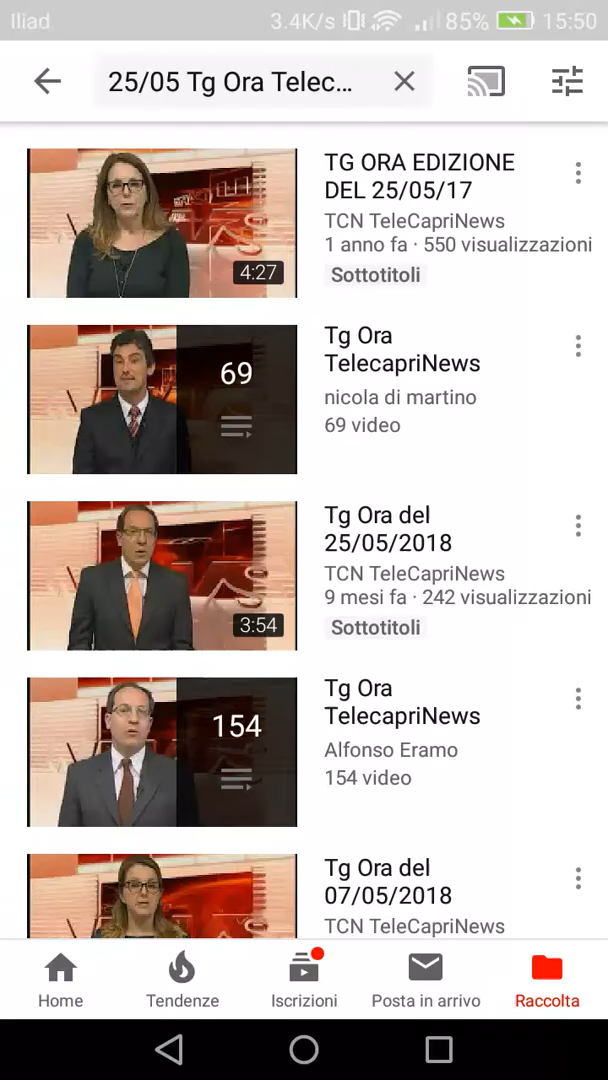 Iliad 3.4K/s 85% 15:50
25/05 Tg Ora Telec...
TG ORA EDIZIONE
DEL 25/05/17
TCN TeleCapriNews
1 anno fa · 550 visualizzazioni
Sottotitoli
4:27
Tg Ora
TelecapriNews
nicola di martino
69 video
69
Tg Ora del
25/05/2018
TCN TeleCapriNews
9 mesi fa · 242 visualizzazioni
Sottotitoli
3:54
Tg Ora
TelecapriNews
Alfonso Eramo
154 video
154
Tg Ora del
07/05/2018
TCN TeleCapriNews
Home Tendenze Iscrizioni Posta in arrivo Raccolta